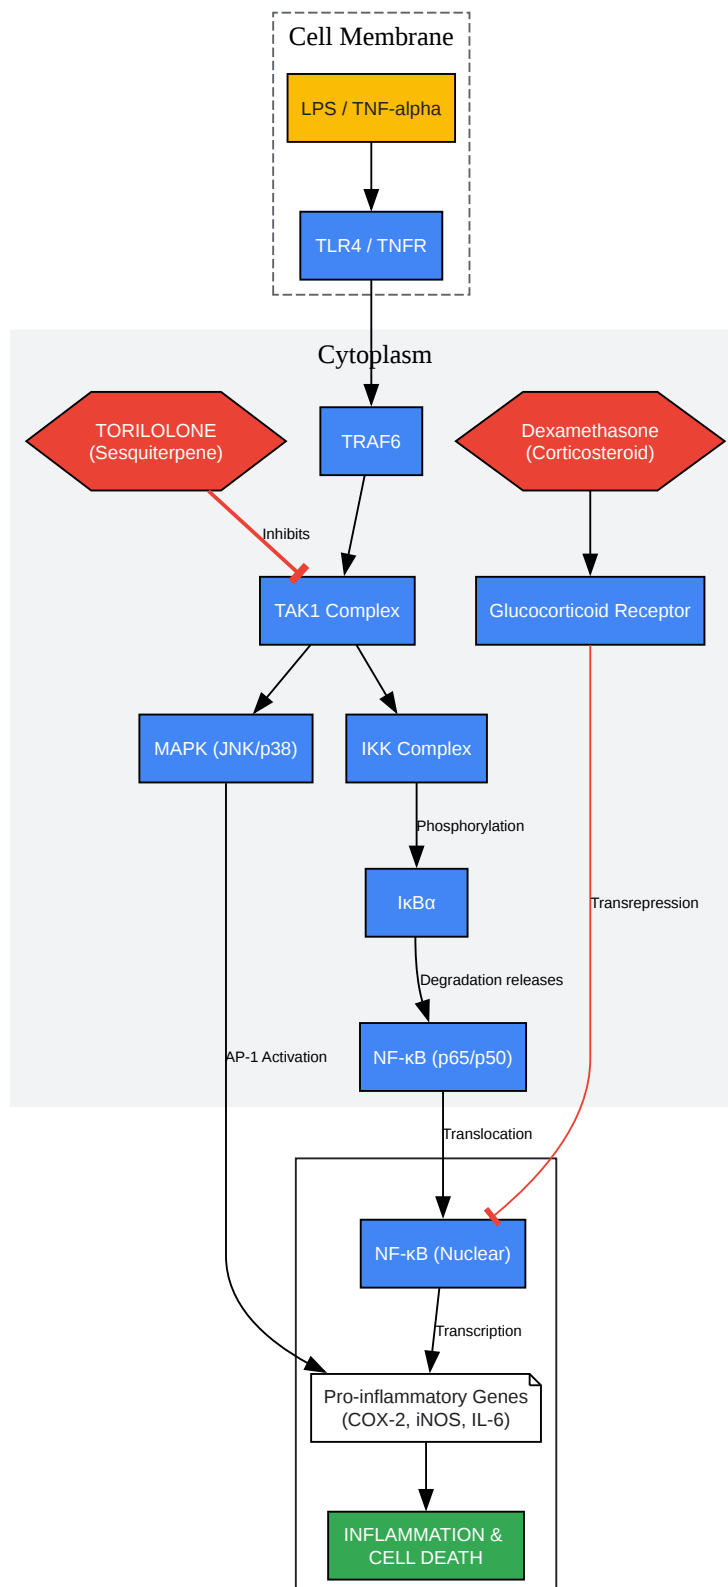 Cell Membrane
LPS / TNF-alpha
TLR4 / TNFR
Cytoplasm
TORILOLONE
(Sesquiterpene)
TRAF6
Dexamethasone
(Corticosteroid)
Inhibits
TAK1 Complex
Glucocorticoid Receptor
MAPK (JNK/p38)
IKK Complex
Phosphorylation
IκBα
Transrepression
Degradation releases
NF-κB (p65/p50)
AP-1 Activation
Translocation
NF-κB (Nuclear)
Transcription
Pro-inflammatory Genes
(COX-2, iNOS, IL-6)
INFLAMMATION &
CELL DEATH